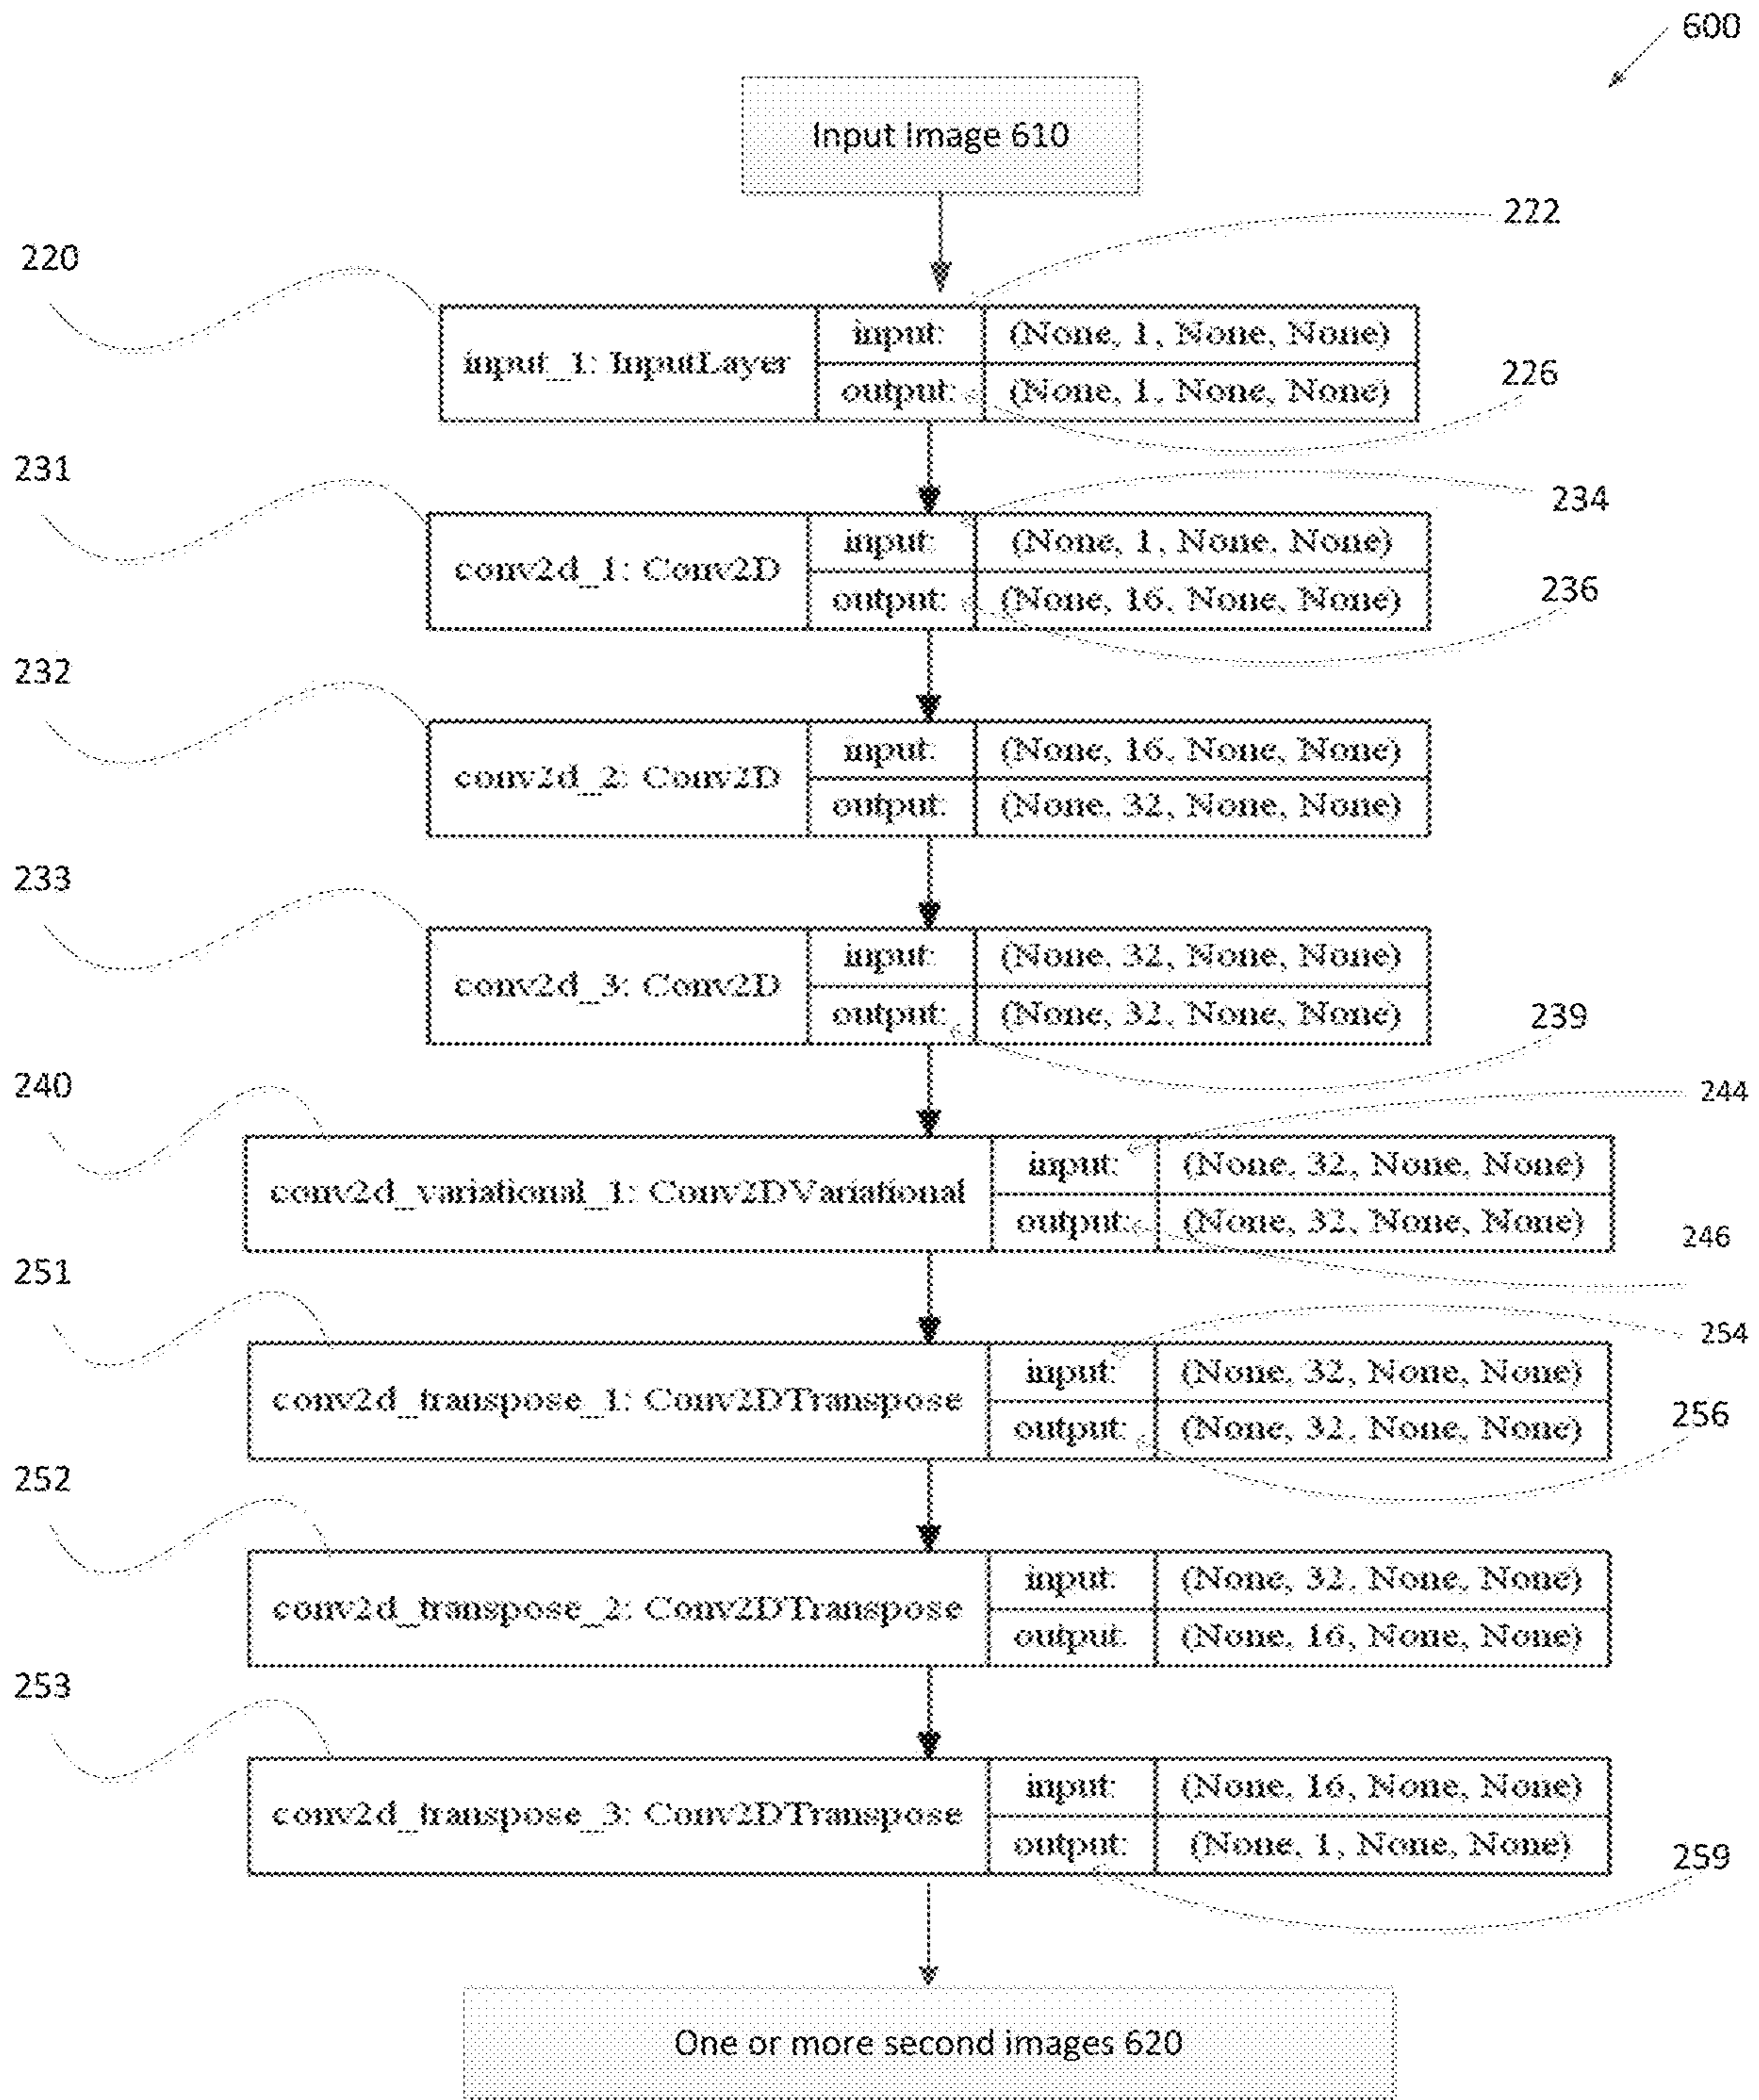 600
Input Image 610
222
220
input_1: InputLayer
input:
(None, 1, None, None)
output:
(None, 1, None, None)
226
231
234
conv2d_1: Conv2D
input:
(None, 1, None, None)
output:
(None, 16, None, None)
236
232
conv2d_2: Conv2D
input:
(None, 16, None, None)
output:
(None, 32, None, None)
233
conv2d_3: Conv2D
input:
(None, 32, None, None)
output:
(None, 32, None, None)
239
240
244
conv2d_variational_1: Conv2DVariational
input:
(None, 32, None, None)
output:
(None, 32, None, None)
246
251
254
conv2d_transpose_1: Conv2DTranspose
input:
(None, 32, None, None)
output:
(None, 32, None, None)
256
252
conv2d_transpose_2: Conv2DTranspose
input:
(None, 32, None, None)
output:
(None, 16, None, None)
253
conv2d_transpose_3: Conv2DTranspose
input:
(None, 16, None, None)
output:
(None, 1, None, None)
259
One or more second images 620